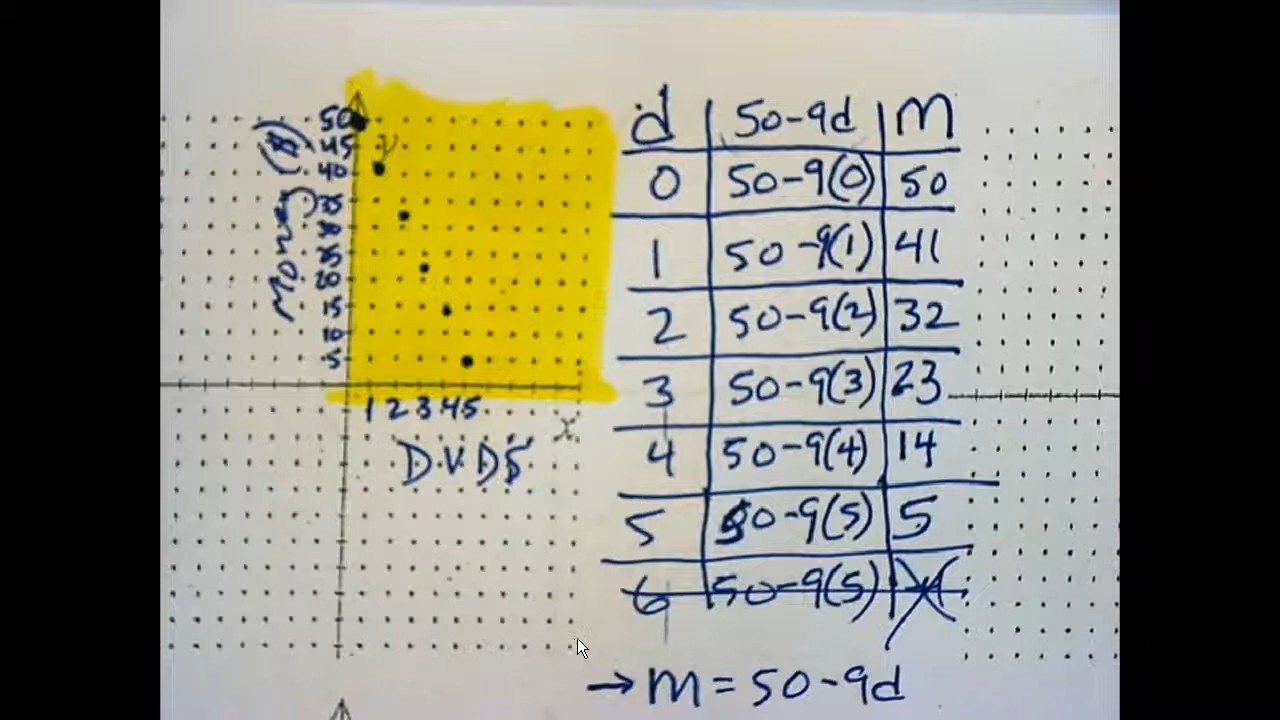 50
45
40
35
30
25
20
15
10
5
Money ($)
y
1 2 3 4 5
x
DVDS
d | 50-9d | m
0 | 50-9(0) | 50
1 | 50-9(1) | 41
2 | 50-9(2) | 32
3 | 50-9(3) | 23
4 | 50-9(4) | 14
5 | 50-9(5) | 5
6 | 50-9(5)
→ m = 50-9d